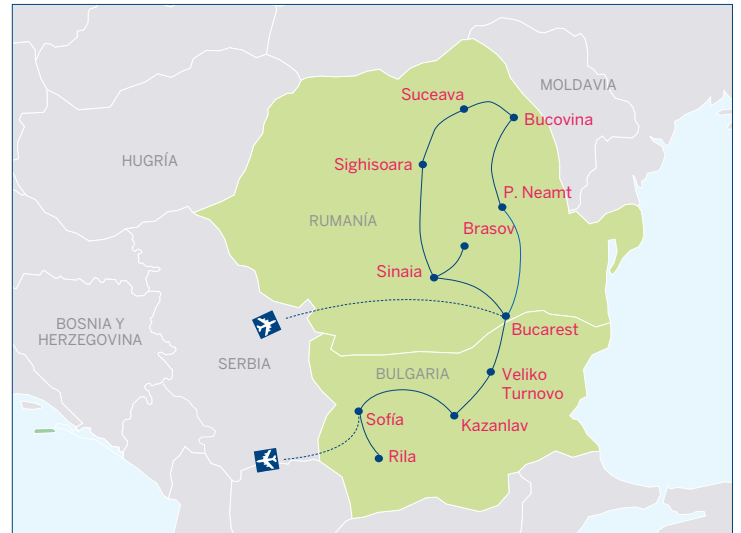 MOLDAVIA
Suceava
Bucovina
HUGRÍA
Sighisoara
P. Neamt
RUMANÍA
Brasov
Sinaia
BOSNIA Y
HERZEGOVINA
Bucarest
SERBIA
BULGARIA
Veliko
Turnovo
Sofía
Kazanlav
Rila